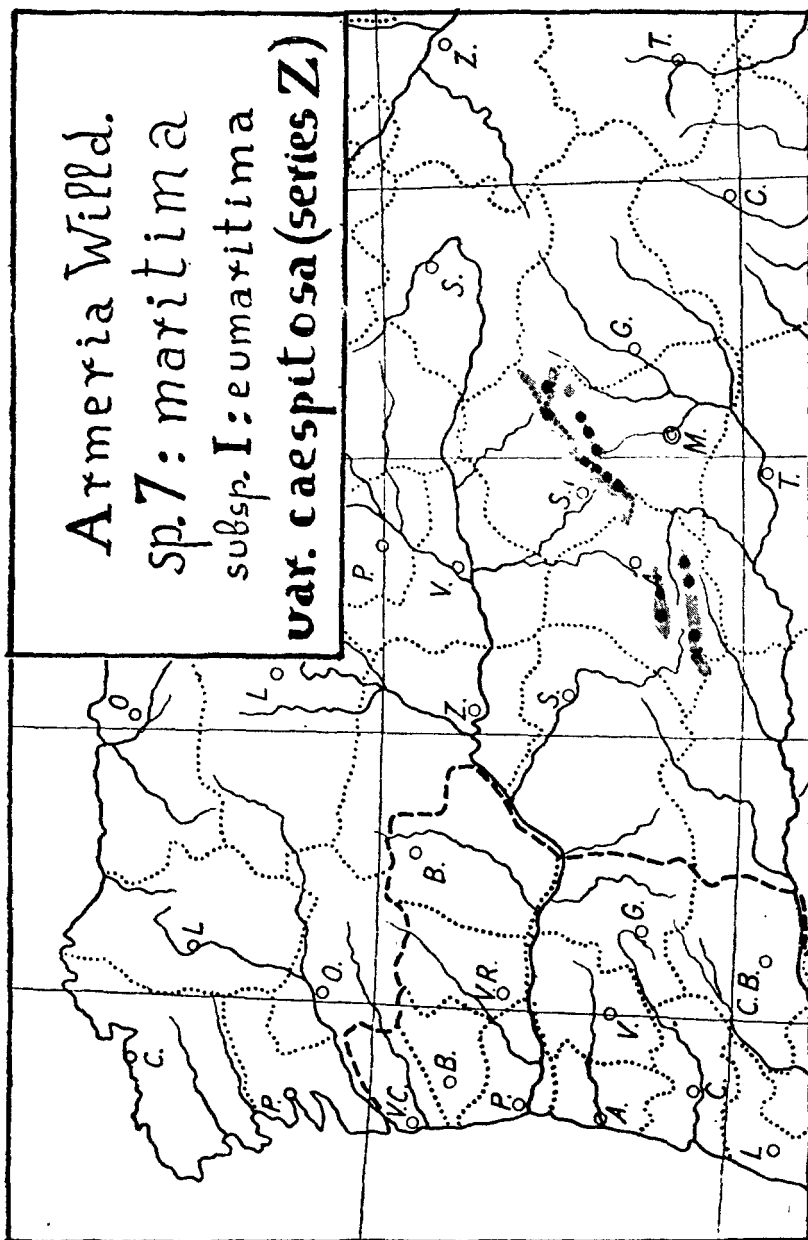 Armeria Willd.
sp.7: maritima
subsp. I: eumaritima
var. caespitosa (series Z)
C.
L.
O.
P.
O.
L.
V.C.
B.
B.
P.
V.
Z.
S.
Z.
P.
V.R.
A.
V.
G.
S.
A.
S.
G.
M.
C.
C.
C.B.
L.
T.
T.